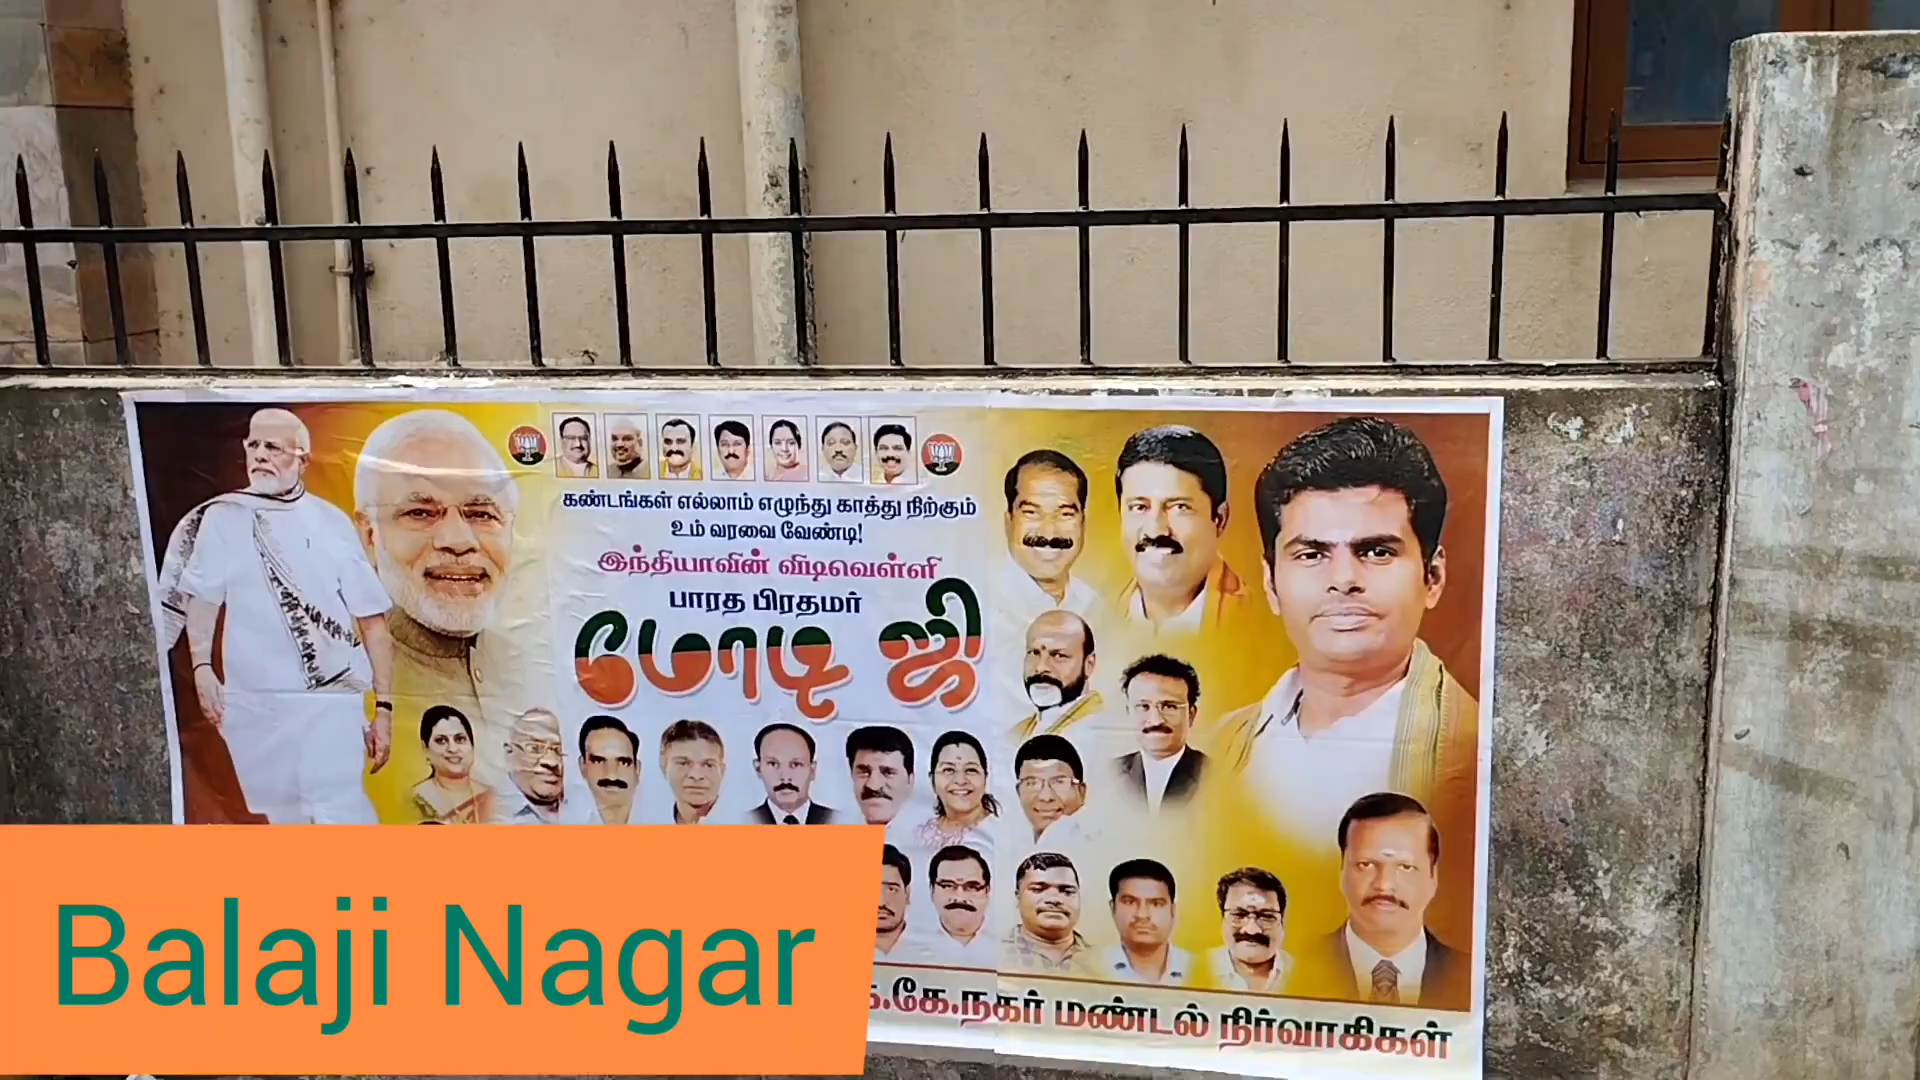 கண்டங்கள் எல்லாம் எழுந்து காத்து நிற்கும்
உம் வரவை வேண்டி!
இந்தியாவின் விடிவெள்ளி
பாரத பிரதமர்
மோடி ஜி
கே.நகர் மண்டல் நிர்வாகிகள்
Balaji Nagar